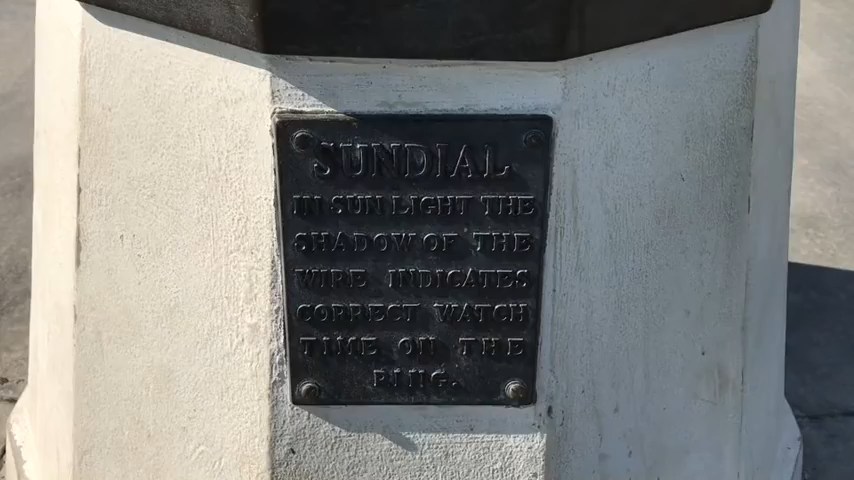 SUNDIAL
IN SUN LIGHT THE
SHADOW OF THE
WIRE INDICATES
CORRECT WATCH
TIME ON THE
RING.